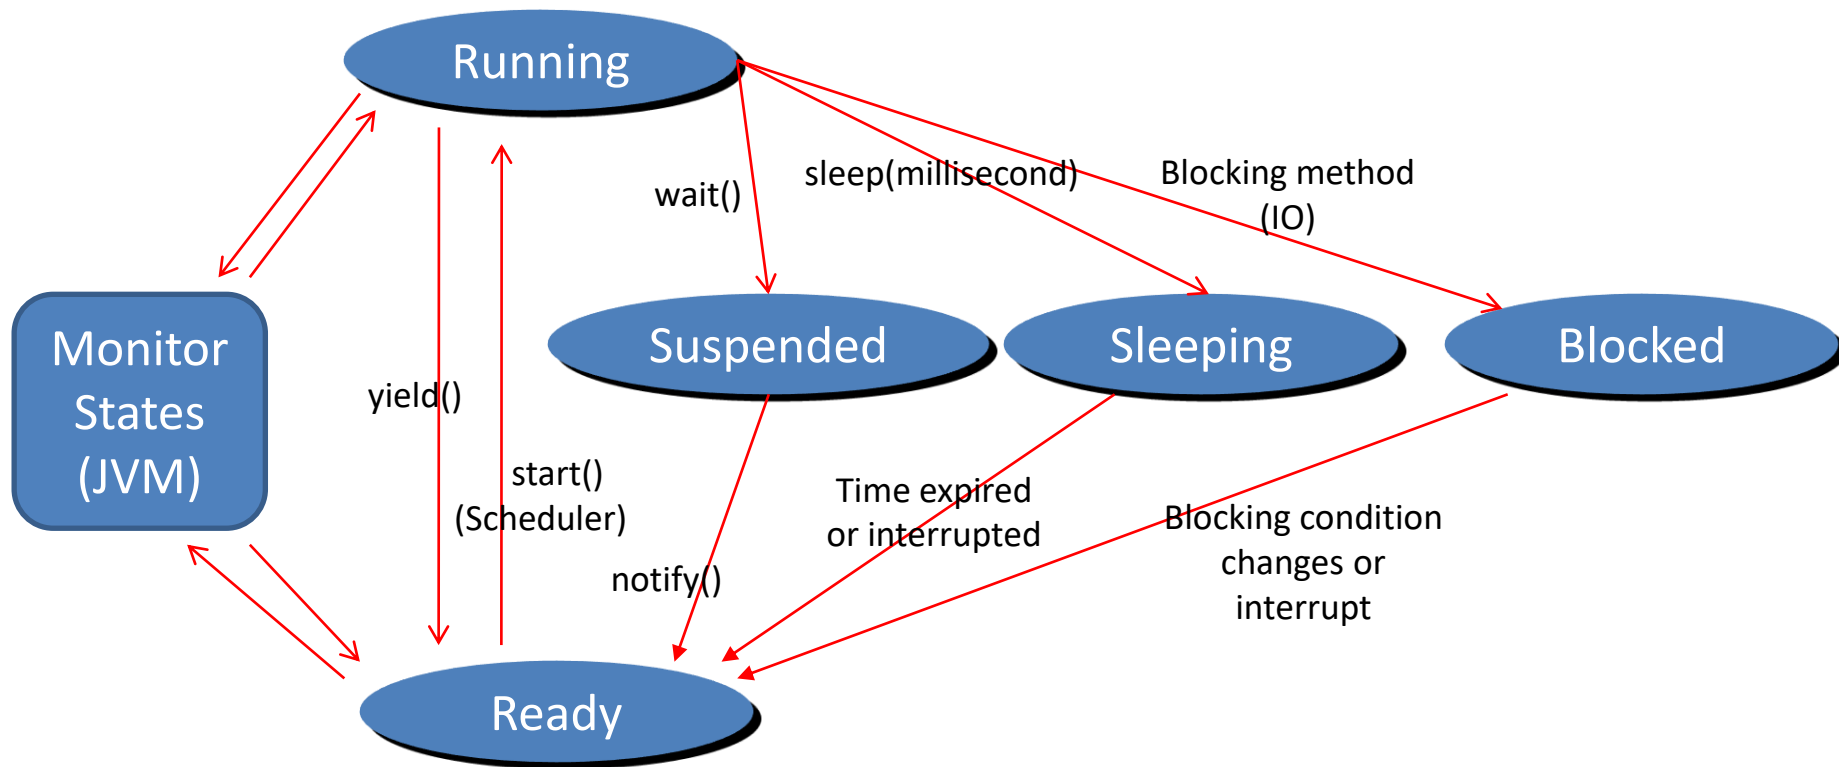 Running
wait()
sleep(millisecond)
Blocking method
(IO)
Monitor
States
(JVM)
Suspended
Sleeping
Blocked
yield()
start()
(Scheduler)
notify()
Time expired
or interrupted
Blocking condition
changes or
interrupt
Ready